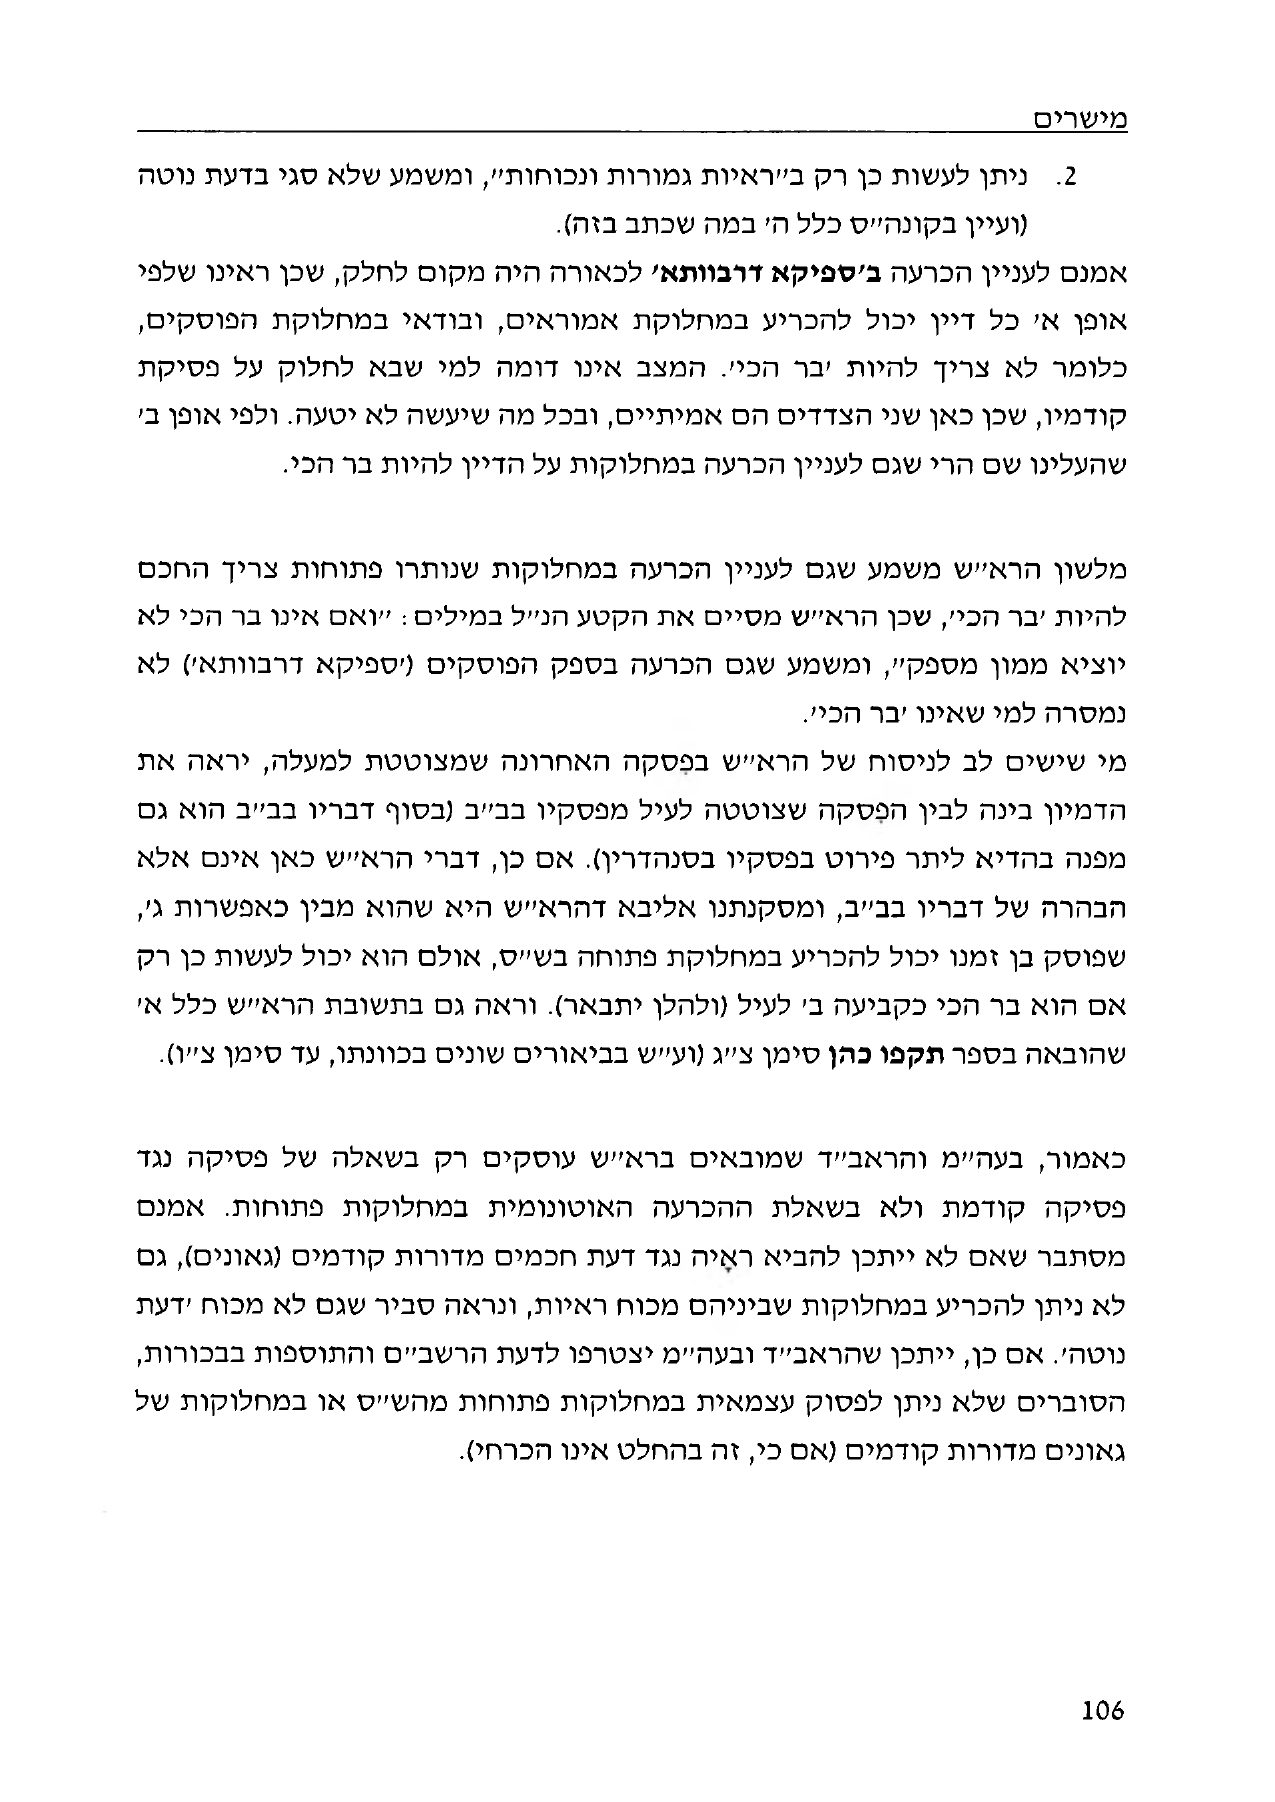 מישרים
2. ניתן לעשות כן רק ב״ראיות גמורות ונכוחות״, ומשמע שלא סגי בדעת נוטה
(ועיין בקונה״ס כלל ה׳ במה שכתב בזה).
אמנם לעניין הכרעה ב׳ספיקא דרבוותא׳ לכאורה היה מקום לחלק, שכן ראינו שלפי
אופן א׳ כל דיין יכול להכריע במחלוקת אמוראים, ובודאי במחלוקת הפוסקים,
כלומר לא צריך להיות ׳בר הכי׳. המצב אינו דומה למי שבא לחלוק על פסיקת
קודמיו, שכן כאן שני הצדדים הם אמיתיים, ובכל מה שיעשה לא יטעה. ולפי אופן ב׳
שהעלינו שם הרי שגם לעניין הכרעה במחלוקות על הדיין להיות בר הכי.
מלשון הרא״ש משמע שגם לעניין הכרעה במחלוקות שנותרו פתוחות צריך החכם
להיות ׳בר הכי׳, שכן הרא״ש מסיים את הקטע הנ״ל במילים: ״ואם אינו בר הכי לא
יוציא ממון מספק״, ומשמע שגם הכרעה בספק הפוסקים (׳ספיקא דרבוותא׳) לא
נמסרה למי שאינו ׳בר הכי׳.
מי שישים לב לניסוח של הרא״ש בפסקה האחרונה שמצוטטת למעלה, יראה את
הדמיון בינה לבין הפסקה שצוטטה לעיל מפסקיו בב״ב (בסוף דבריו בב״ב הוא גם
מפנה בהדיא ליתר פירוט בפסקיו בסנהדרין). אם כן, דברי הרא״ש כאן אינם אלא
הבהרה של דבריו בב״ב, ומסקנתנו אליבא דהרא״ש היא שהוא מבין כאפשרות ג׳,
שפוסק בן זמנו יכול להכריע במחלוקת פתוחה בש״ס, אולם הוא יכול לעשות כן רק
אם הוא בר הכי כקביעה ב׳ לעיל (ולהלן יתבאר). וראה גם בתשובת הרא״ש כלל א׳
שהובאה בספר תקפו כהן סימן צ״ג (וע״ש בביאורים שונים בכוונתו, עד סימן צ״ו).
כאמור, בעה״מ והראב״ד שמובאים ברא״ש עוסקים רק בשאלה של פסיקה נגד
פסיקה קודמת ולא בשאלת ההכרעה האוטונומית במחלוקות פתוחות. אמנם
מסתבר שאם לא ייתכן להביא ראיה נגד דעת חכמים מדורות קודמים (גאונים), גם
לא ניתן להכריע במחלוקות שביניהם מכוח ראיות, ונראה סביר שגם לא מכוח ׳דעת
נוטה׳. אם כן, ייתכן שהראב״ד ובעה״מ יצטרפו לדעת הרשב״ם והתוספות בבכורות,
הסוברים שלא ניתן לפסוק עצמאית במחלוקות פתוחות מהש״ס או במחלוקות של
גאונים מדורות קודמים (אם כי, זה בהחלט אינו הכרחי).
106